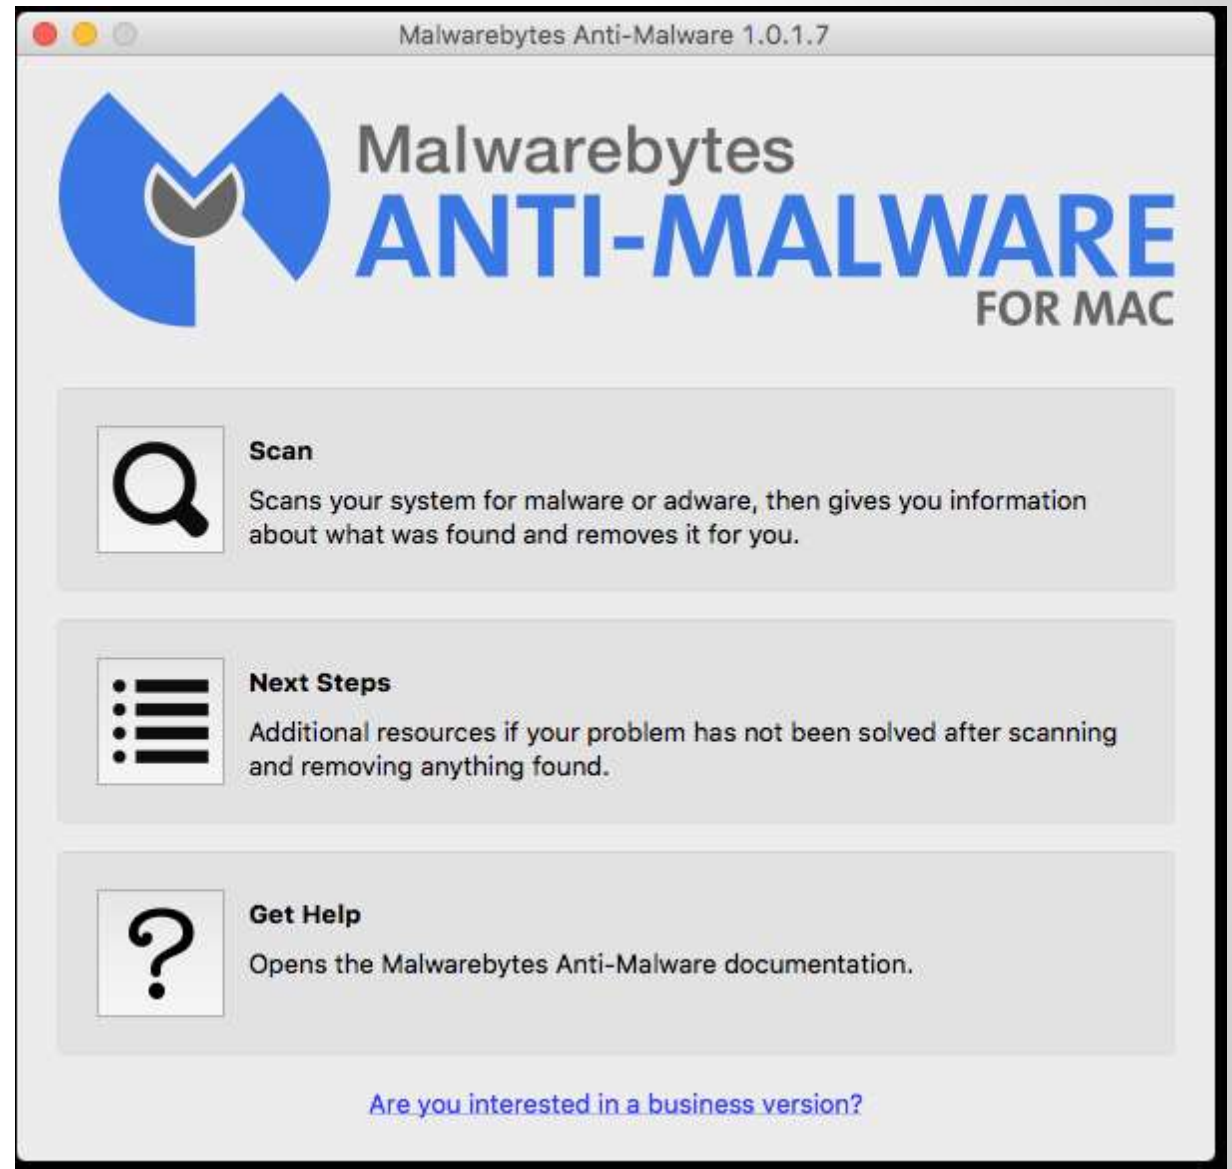 Malwarebytes Anti-Malware 1.0.1.7
Malwarebytes
ANTI-MALWARE
FOR MAC
Scan
Scans your system for malware or adware, then gives you information
about what was found and removes it for you.
Next Steps
Additional resources if your problem has not been solved after scanning
and removing anything found.
?
Get Help
Opens the Malwarebytes Anti-Malware documentation.
Are you interested in a business version?